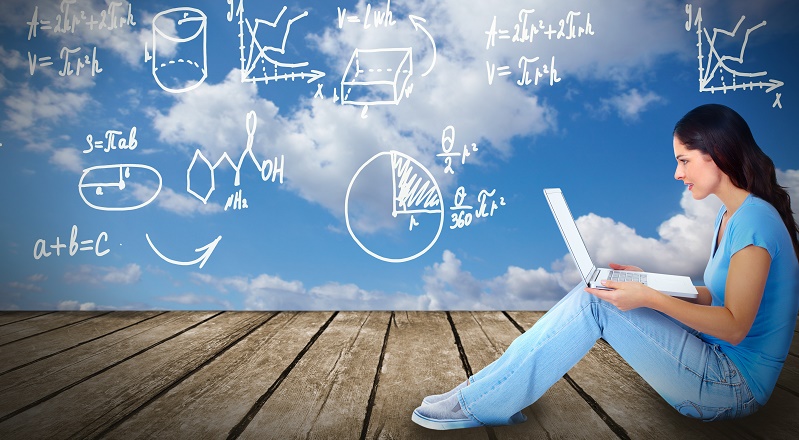 A=2πr²+2πrh
V=πr²h
h
y
x
V=lwh
l
w
A=2πr²+2πrh
V=πr²h
y
x
S=πab
a
b
OH
NH₂
θ/2 r²
θ/360 πr²
r
a+b=C